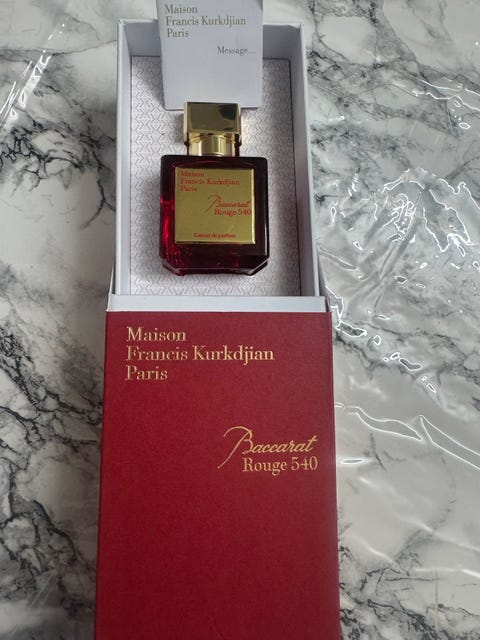 Maison
Francis Kurkdjian
Paris
Message...
Maison
Francis Kurkdjian
Paris
Baccarat
Rouge 540
Extrait de parfum
Maison
Francis Kurkdjian
Paris
Baccarat
Rouge 540